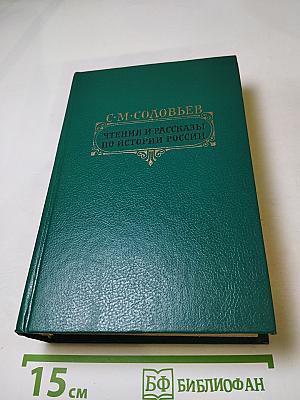 С·М·СОЛОВЬЕВ
ЧТЕНИЯ И РАССКАЗЫ
ПО ИСТОРИИ РОССИИ
15 см
БФ БИБЛИОФАН